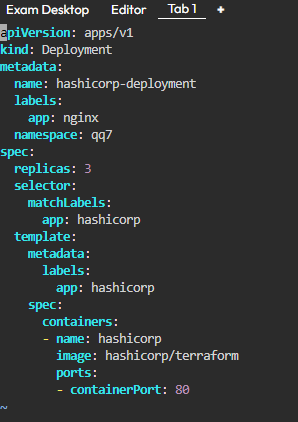 Exam Desktop Editor Tab 1 +
apiVersion: apps/v1
kind: Deployment
metadata:
  name: hashicorp-deployment
  labels:
    app: nginx
  namespace: qq7
spec:
  replicas: 3
  selector:
    matchLabels:
      app: hashicorp
  template:
    metadata:
      labels:
        app: hashicorp
    spec:
      containers:
      - name: hashicorp
        image: hashicorp/terraform
        ports:
        - containerPort: 80
~